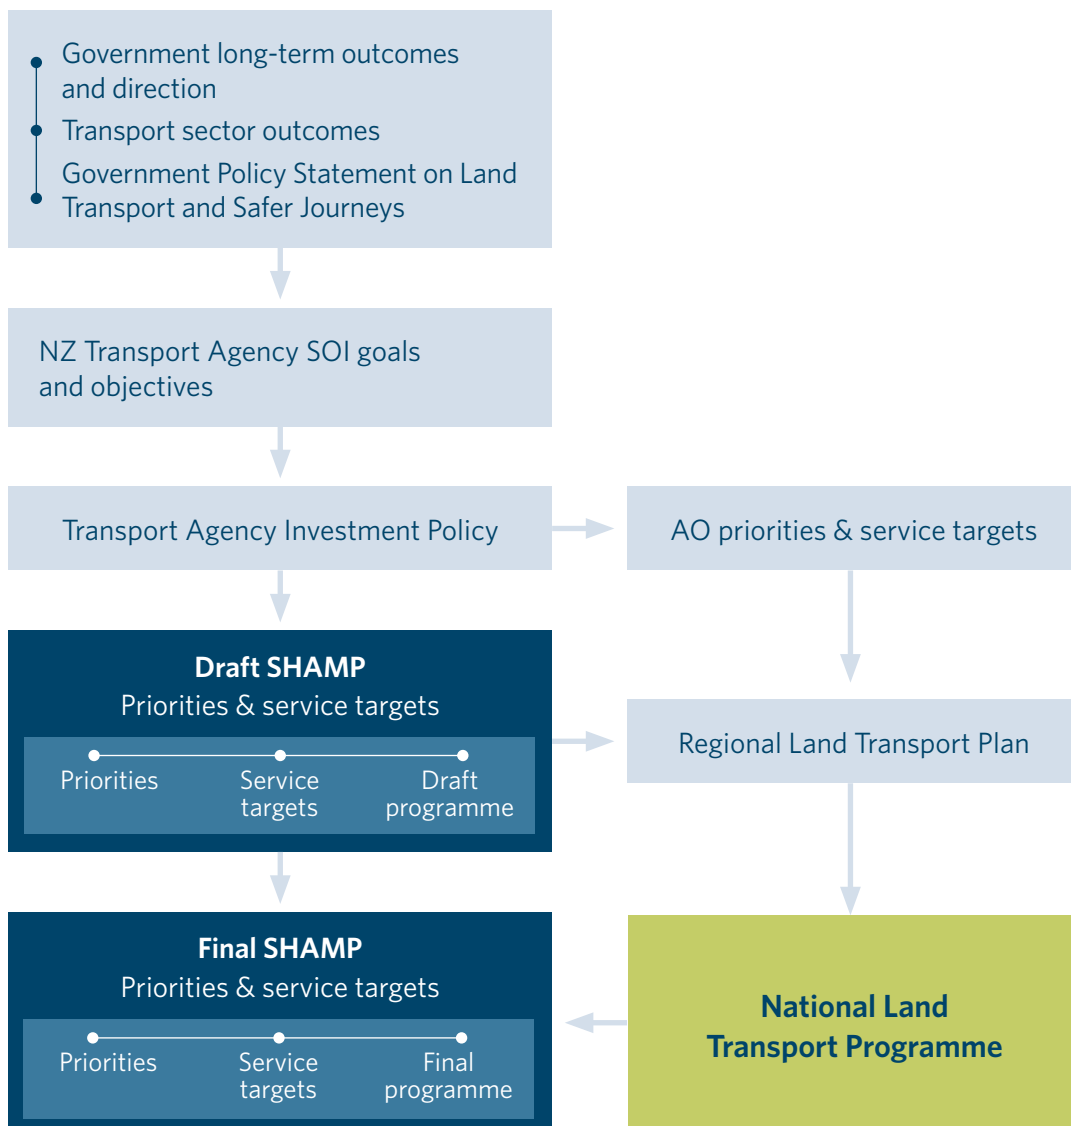 Government long-term outcomes
and direction
Transport sector outcomes
Government Policy Statement on Land
Transport and Safer Journeys
NZ Transport Agency SOI goals
and objectives
Transport Agency Investment Policy
AO priorities & service targets
Draft SHAMP
Priorities & service targets
Priorities
Service
targets
Draft
programme
Regional Land Transport Plan
Final SHAMP
Priorities & service targets
Priorities
Service
targets
Final
programme
National Land
Transport Programme